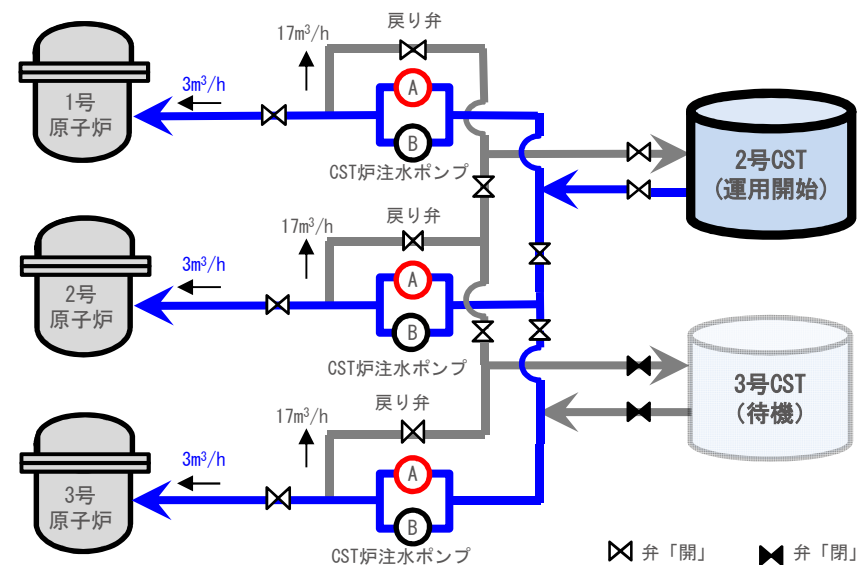 戻り弁
17m³/h
3m³/h
A
1号
原子炉
B
CST炉注水ポンプ
2号CST
(運用開始)
戻り弁
17m³/h
3m³/h
A
2号
原子炉
B
CST炉注水ポンプ
3号CST
(待機)
戻り弁
17m³/h
3m³/h
A
3号
原子炉
B
CST炉注水ポンプ
弁「開」
弁「閉」